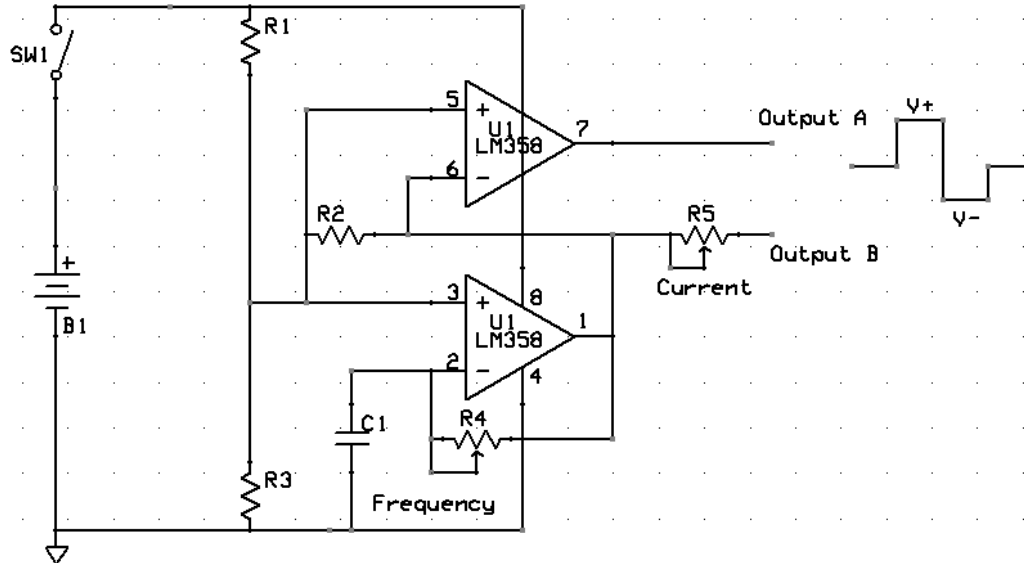 R1
SW1
V+
5
+
Output A
U1
7
LM358
6
−
R2
R5
V-
Output B
+
Current
3
+
8
U1
1
B1
LM358
2
−
4
R4
C1
R3
Frequency